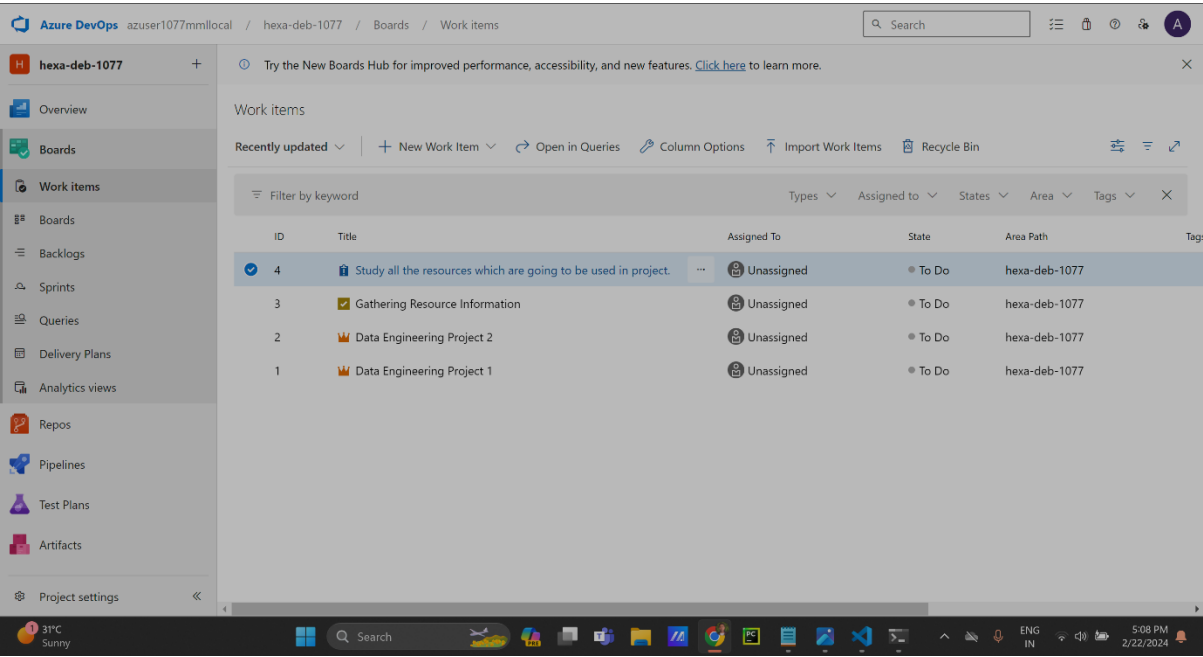 Azure DevOps azuser1077mmllocal / hexa-deb-1077 / Boards / Work items Search A
H hexa-deb-1077 +
Try the New Boards Hub for improved performance, accessibility, and new features. Click here to learn more.
Overview
Boards
Work items
Boards
Backlogs
Sprints
Queries
Delivery Plans
Analytics views
Repos
Pipelines
Test Plans
Artifacts
Project settings
Work items
Recently updated + New Work Item Open in Queries Column Options Import Work Items Recycle Bin
Filter by keyword Types Assigned to States Area Tags
ID Title Assigned To State Area Path Tags
4 Study all the resources which are going to be used in project. ... Unassigned To Do hexa-deb-1077
3 Gathering Resource Information Unassigned To Do hexa-deb-1077
2 Data Engineering Project 2 Unassigned To Do hexa-deb-1077
1 Data Engineering Project 1 Unassigned To Do hexa-deb-1077
1 31°C
Sunny
Search
PRE
PC
ENG
IN
5:08 PM
2/22/2024